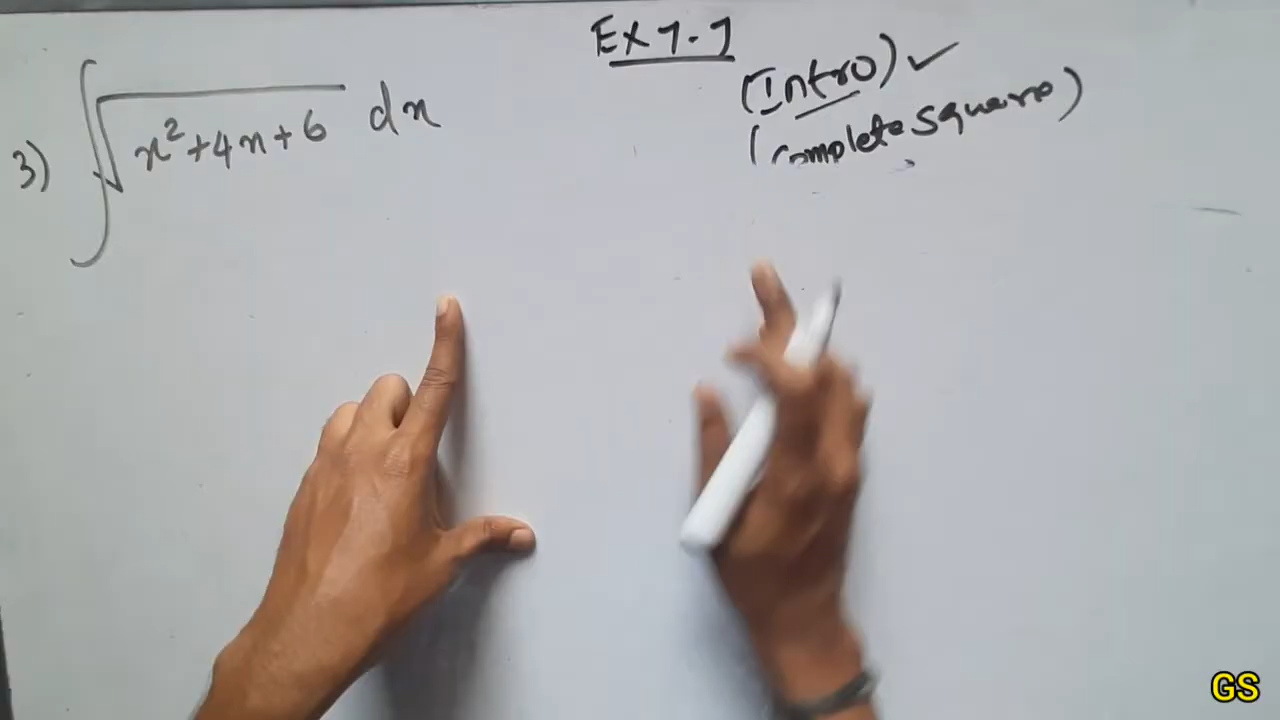 Ex 7.7
(Intro) ✓
(Complete square)
3) ∫√(x²+4x+6) dx
GS